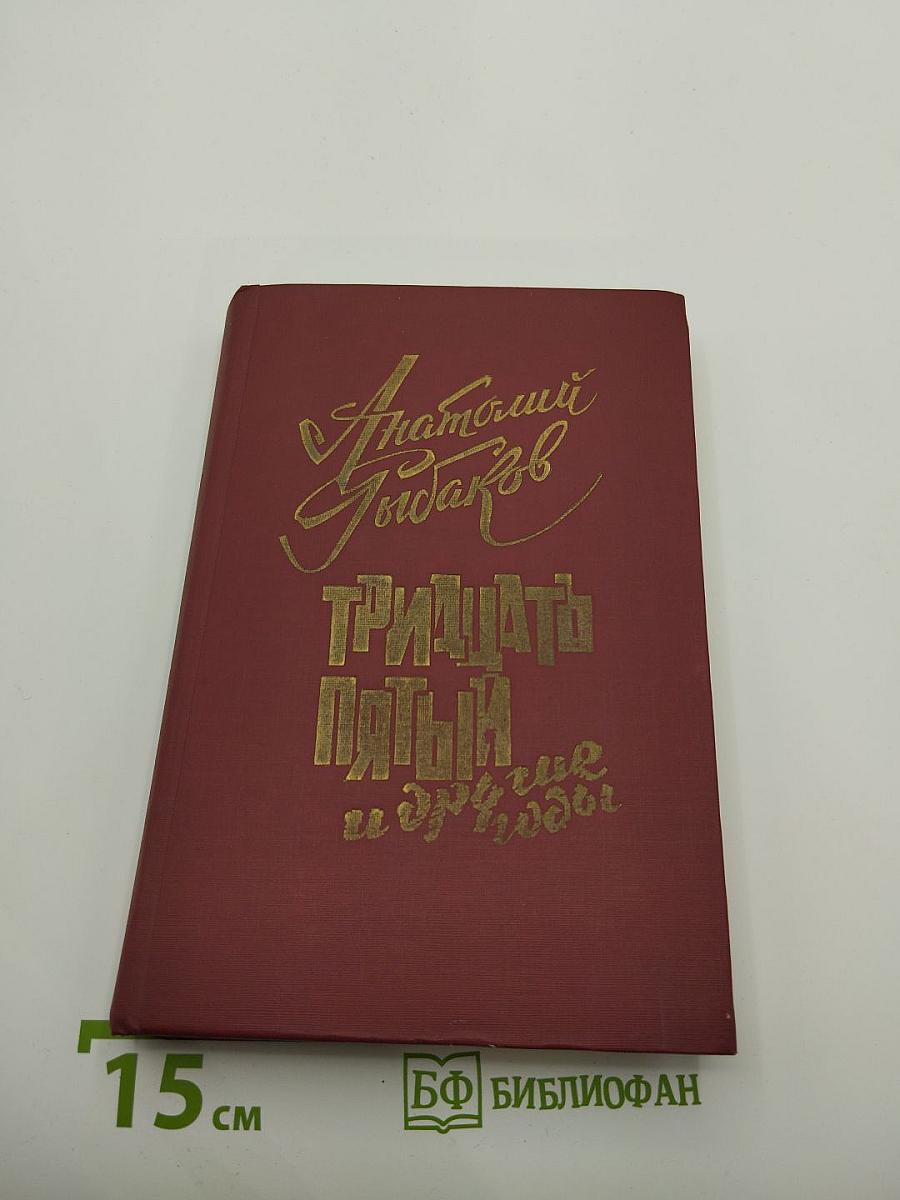 Анатолий
Рыбаков
ТРИДЦАТЬ
ПЯТЫЙ
и другие
годы
15 см
БФ БИБЛИОФАН